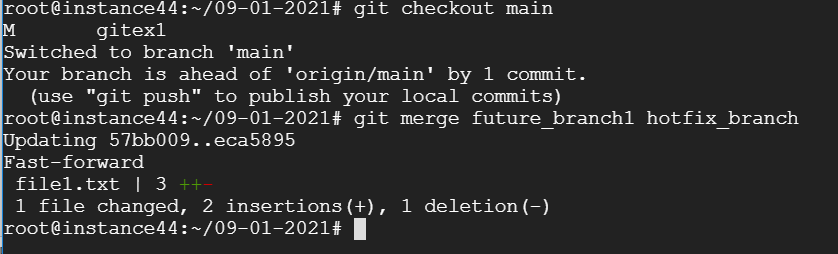 root@instance44:~/09-01-2021# git checkout main
M       gitex1
Switched to branch 'main'
Your branch is ahead of 'origin/main' by 1 commit.
  (use "git push" to publish your local commits)
root@instance44:~/09-01-2021# git merge future_branch1 hotfix_branch
Updating 57bb009..eca5895
Fast-forward
 file1.txt | 3 ++-
 1 file changed, 2 insertions(+), 1 deletion(-)
root@instance44:~/09-01-2021#